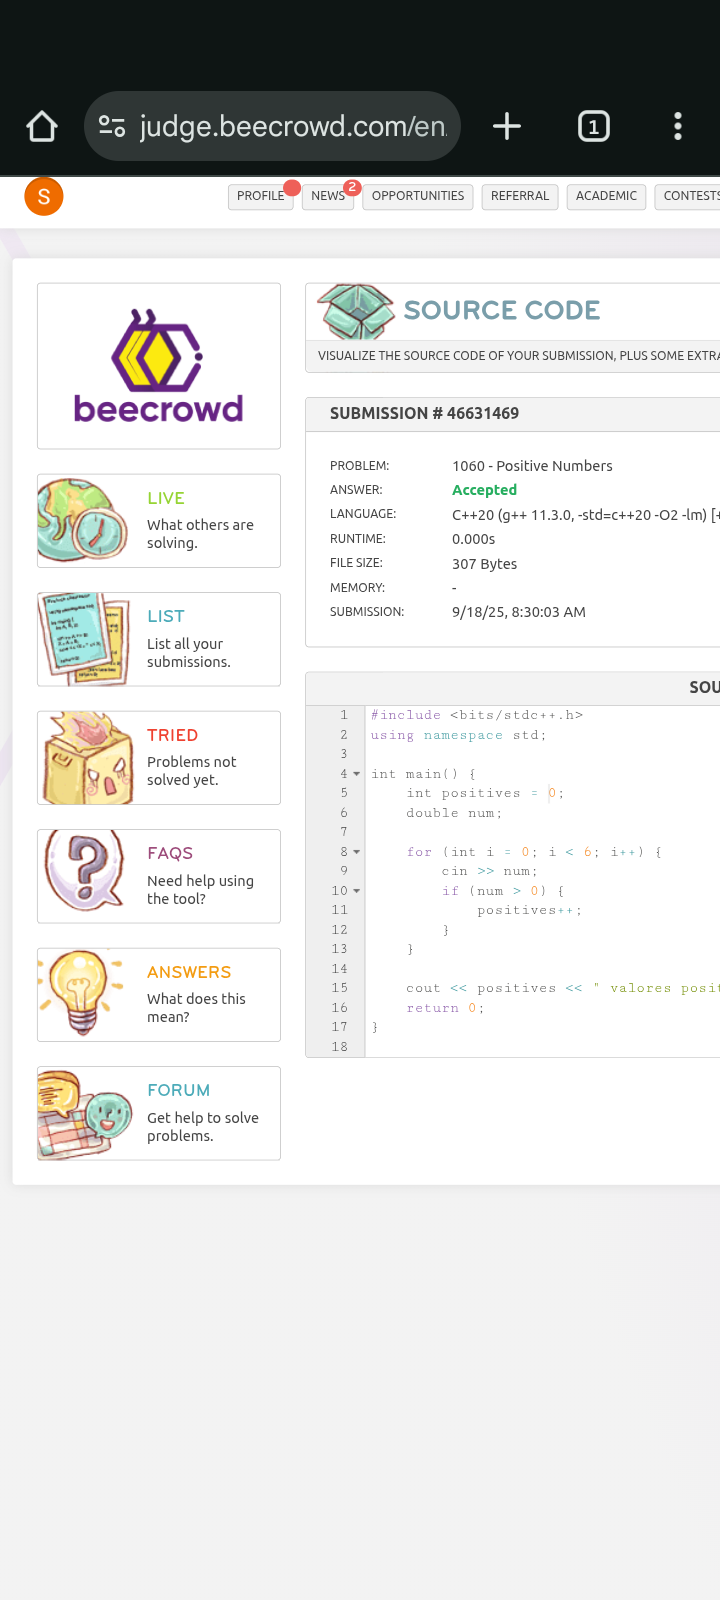 judge.beecrowd.com/en
1
S
PROFILE
NEWS
2
OPPORTUNITIES
REFERRAL
ACADEMIC
CONTESTS
beecrowd
LIVE
What others are
solving.
LIST
List all your
submissions.
TRIED
Problems not
solved yet.
FAQS
Need help using
the tool?
ANSWERS
What does this
mean?
FORUM
Get help to solve
problems.
SOURCE CODE
VISUALIZE THE SOURCE CODE OF YOUR SUBMISSION, PLUS SOME EXTRA
SUBMISSION # 46631469
PROBLEM: 1060 - Positive Numbers
ANSWER: Accepted
LANGUAGE: C++20 (g++ 11.3.0, -std=c++20 -O2 -lm) [+
RUNTIME: 0.000s
FILE SIZE: 307 Bytes
MEMORY: -
SUBMISSION: 9/18/25, 8:30:03 AM
SOU
1 #include <bits/stdc++.h>
2 using namespace std;
3
4 int main() {
5     int positives = 0;
6     double num;
7
8     for (int i = 0; i < 6; i++) {
9         cin >> num;
10         if (num > 0) {
11             positives++;
12         }
13     }
14
15     cout << positives << " valores posit
16     return 0;
17 }
18